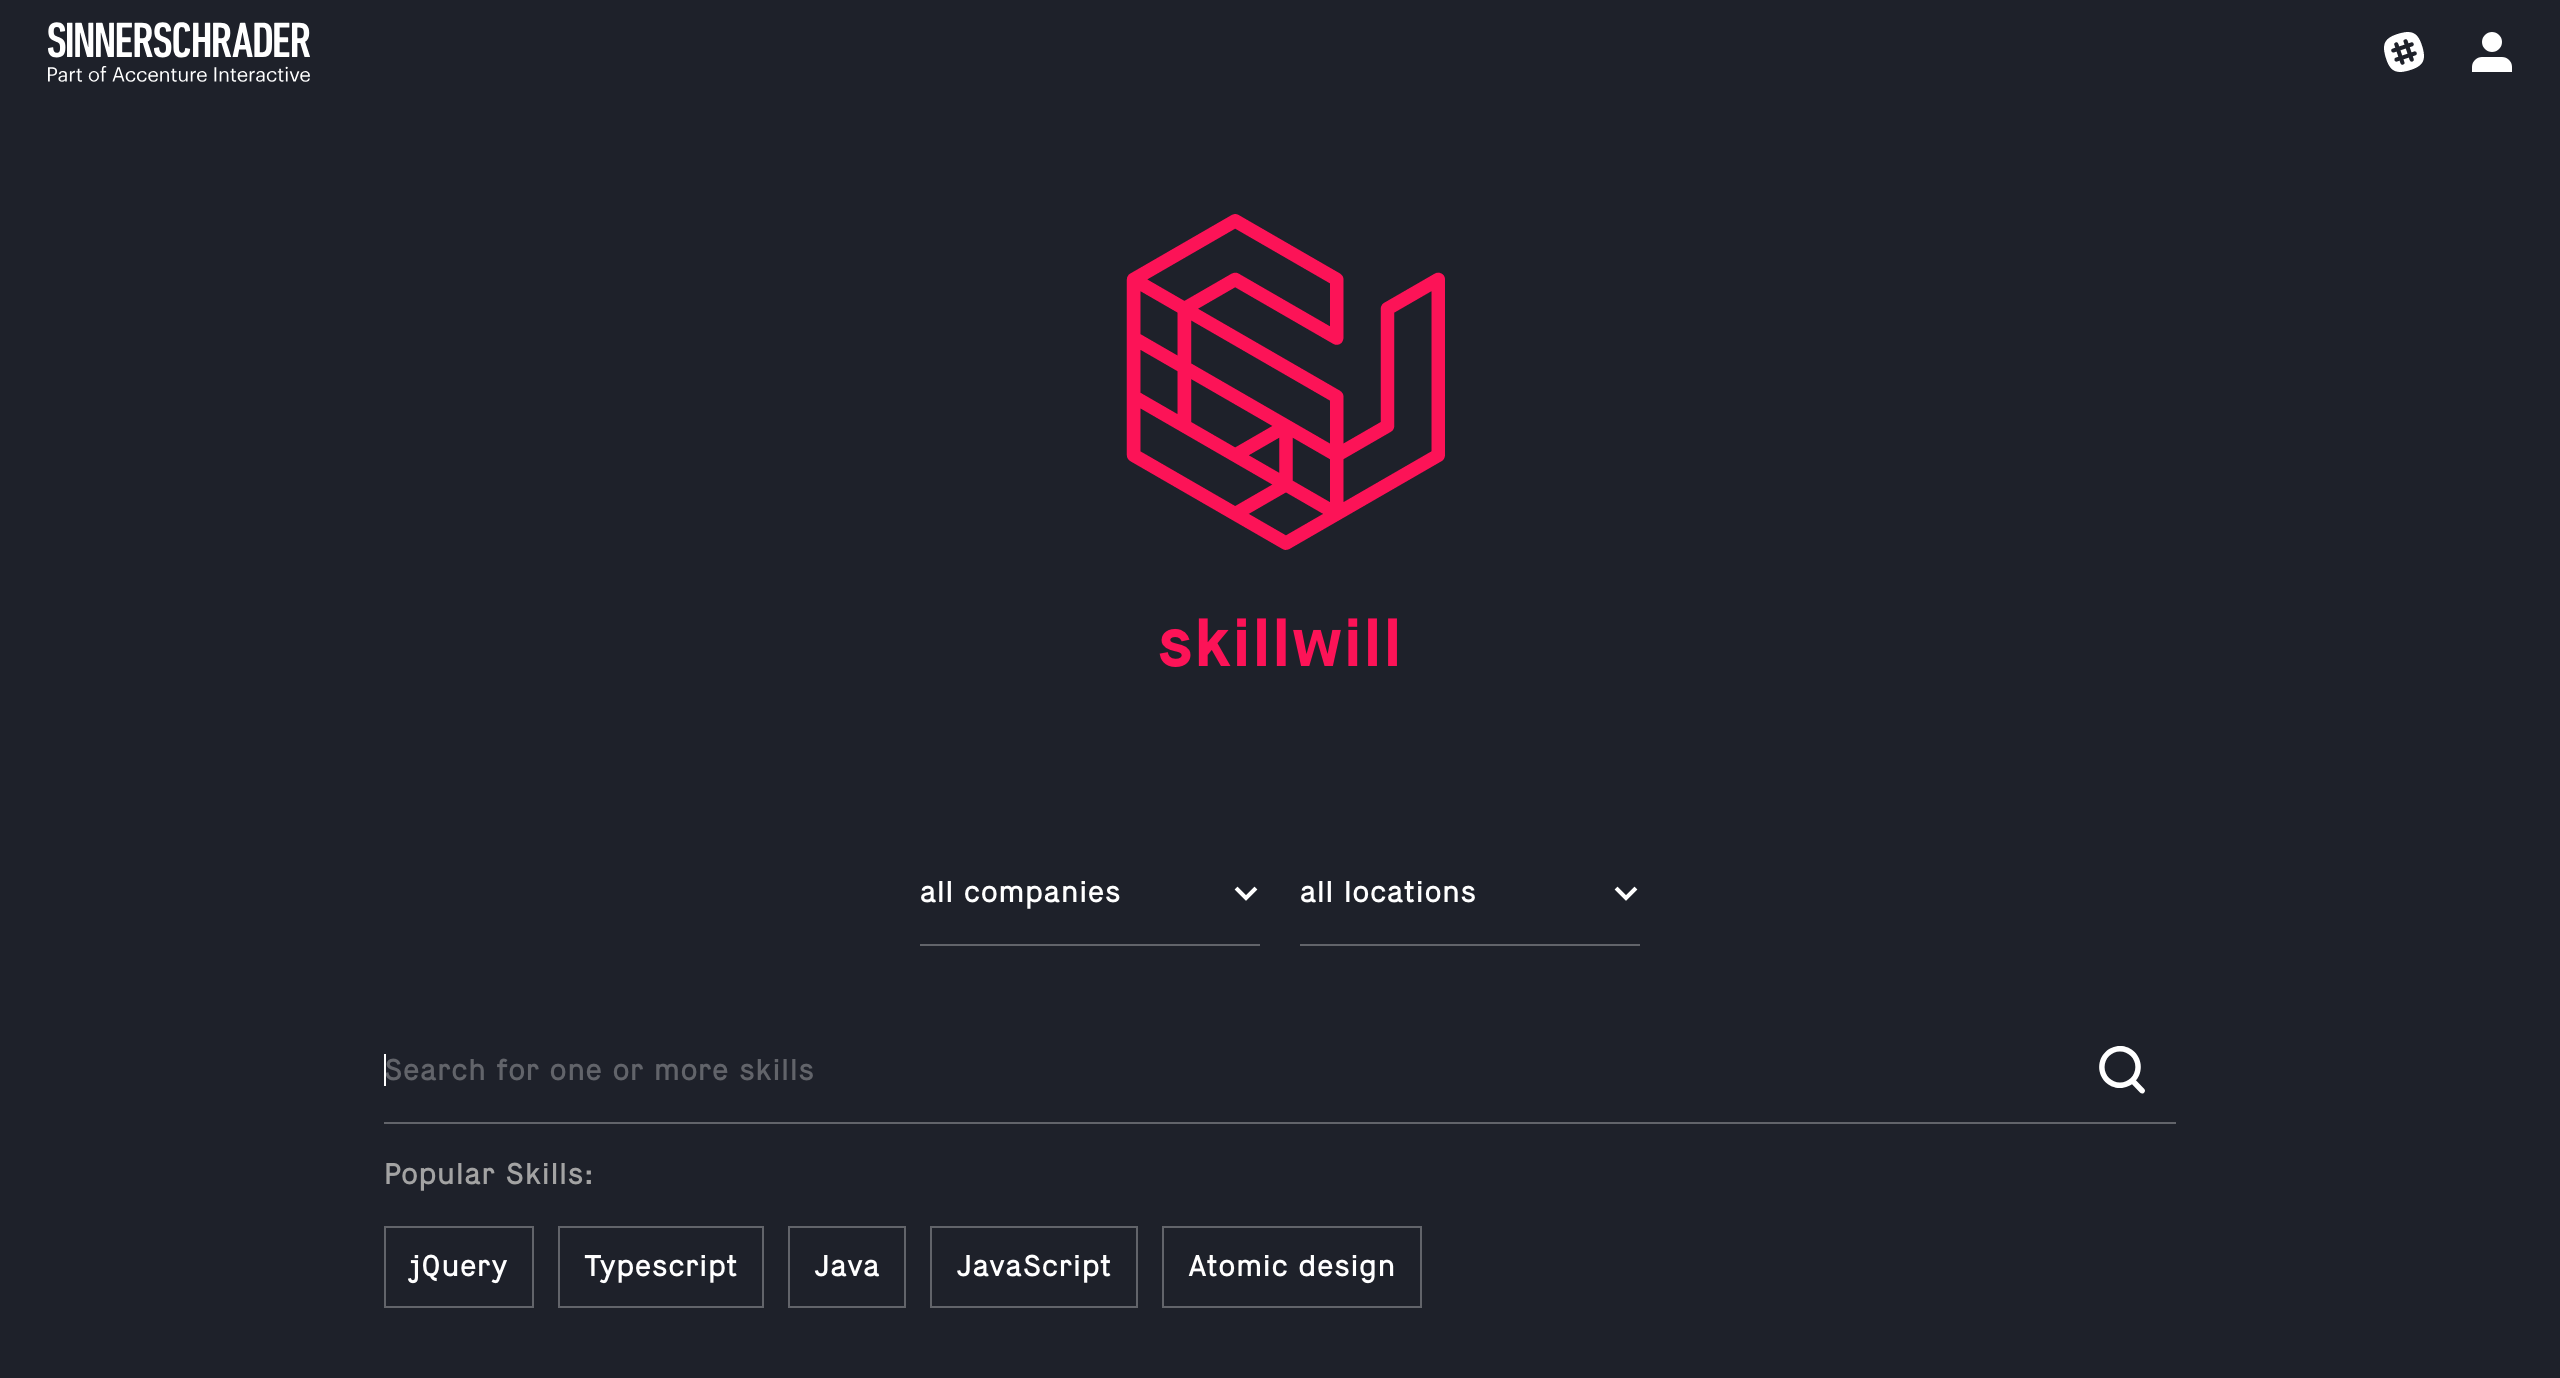 SINNERSCHRADER
Part of Accenture Interactive
skillwill
all companies
all locations
Search for one or more skills
Popular Skills:
jQuery
Typescript
Java
JavaScript
Atomic design